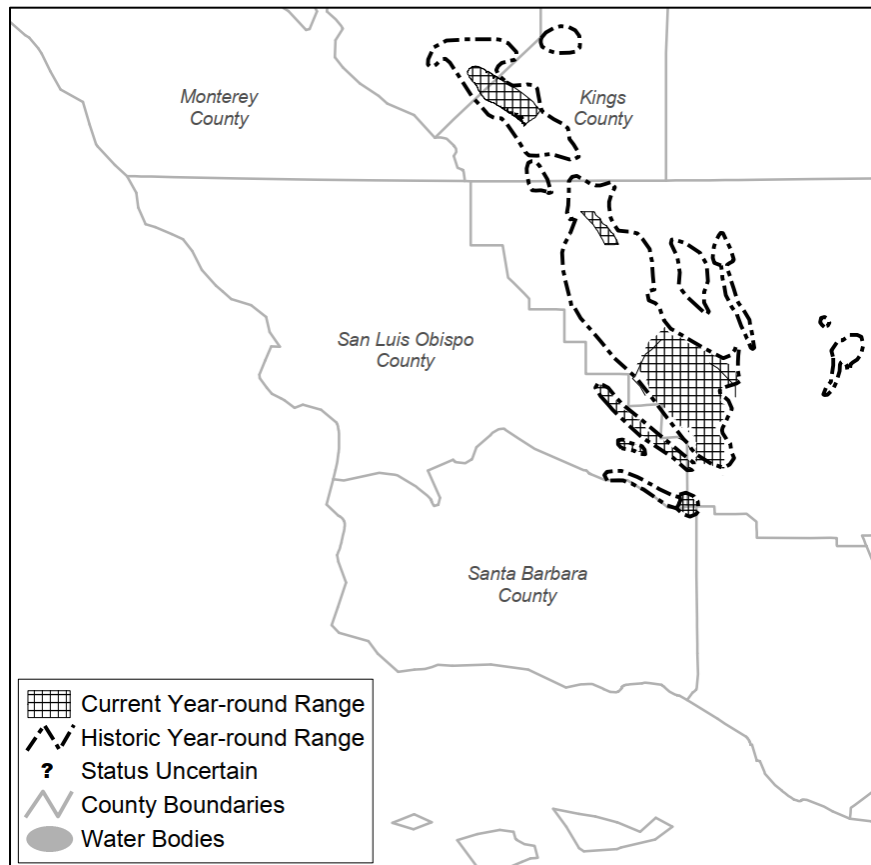 Monterey
County
Kings
County
San Luis Obispo
County
Santa Barbara
County
Current Year-round Range
Historic Year-round Range
? Status Uncertain
County Boundaries
Water Bodies